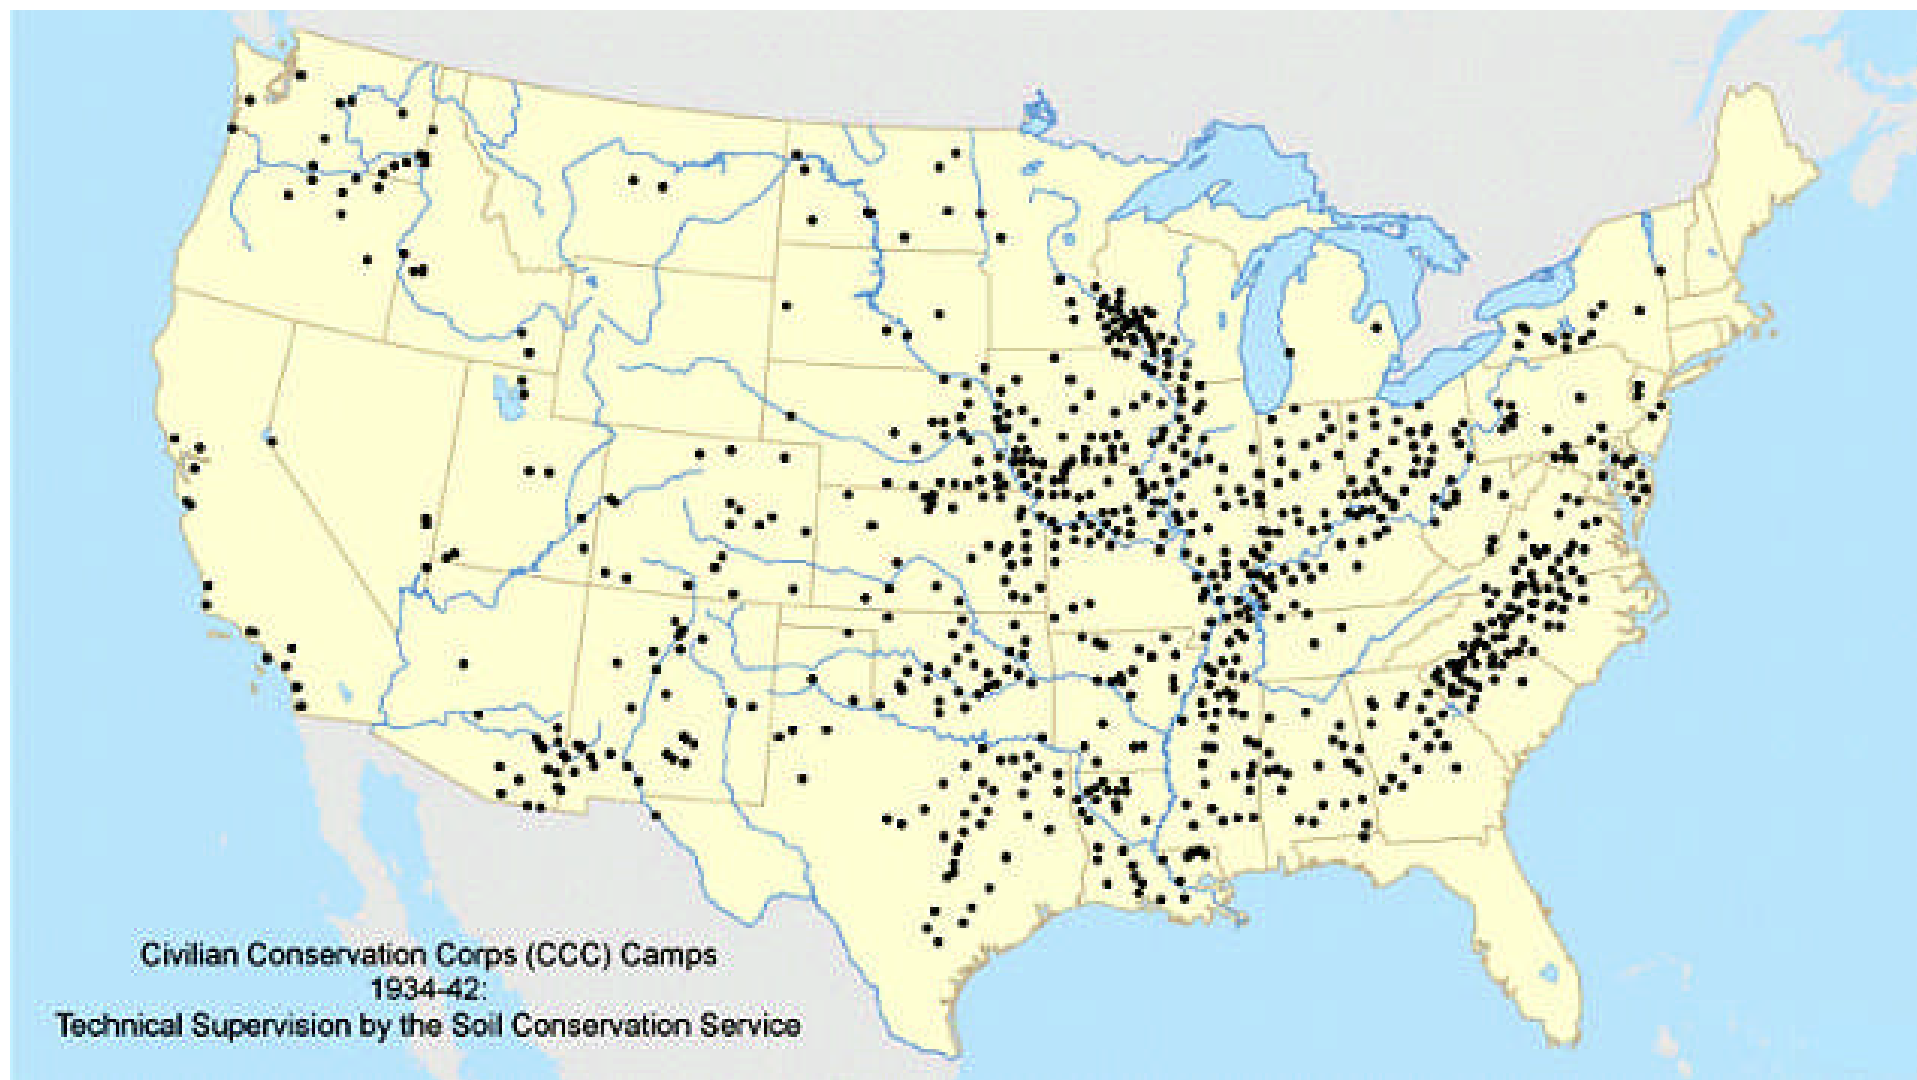 Civilian Conservation Corps (CCC) Camps
1934-42:
Technical Supervision by the Soil Conservation Service